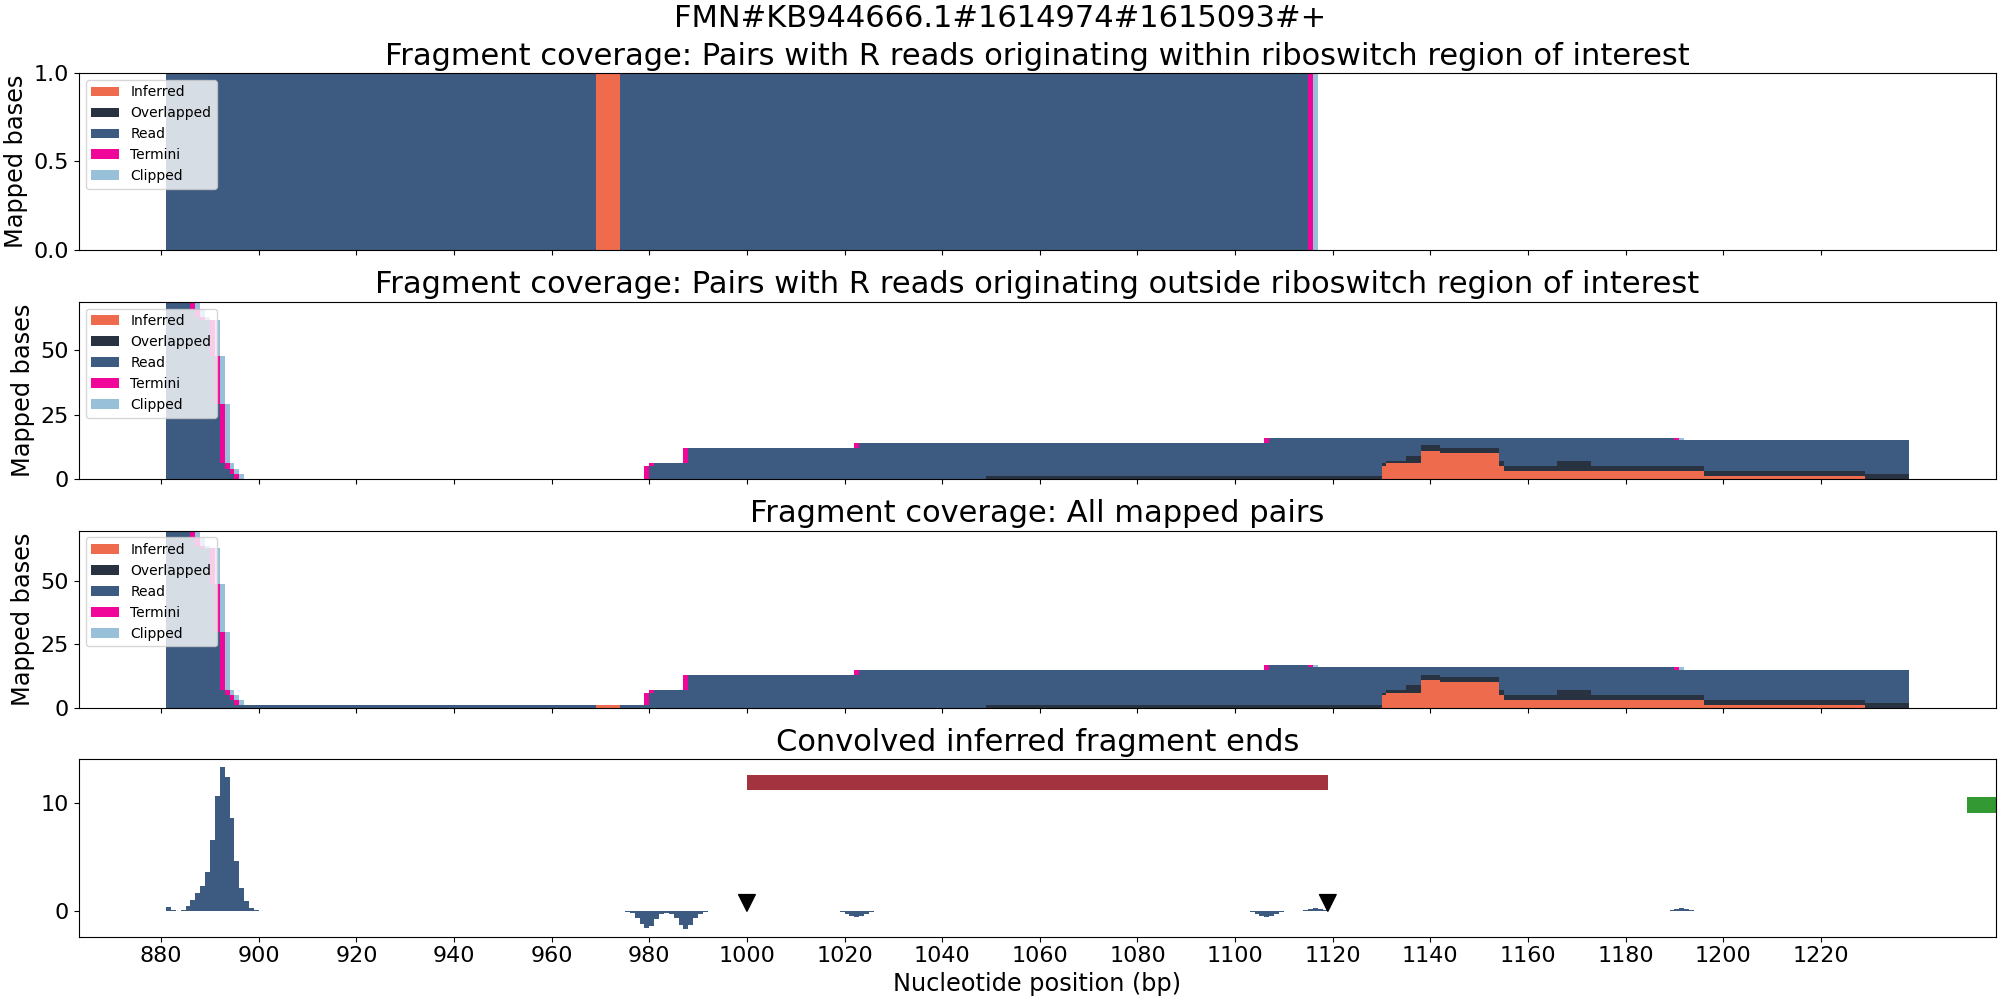 FMN#KB944666.1#1614974#1615093#+
Fragment coverage: Pairs with R reads originating within riboswitch region of interest
Mapped bases
1.0
0.5
0.0
Inferred
Overlapped
Read
Termini
Clipped
Fragment coverage: Pairs with R reads originating outside riboswitch region of interest
Mapped bases
50
25
0
Inferred
Overlapped
Read
Termini
Clipped
Fragment coverage: All mapped pairs
Mapped bases
50
25
0
Inferred
Overlapped
Read
Termini
Clipped
Convolved inferred fragment ends
10
0
880 900 920 940 960 980 1000 1020 1040 1060 1080 1100 1120 1140 1160 1180 1200 1220
Nucleotide position (bp)